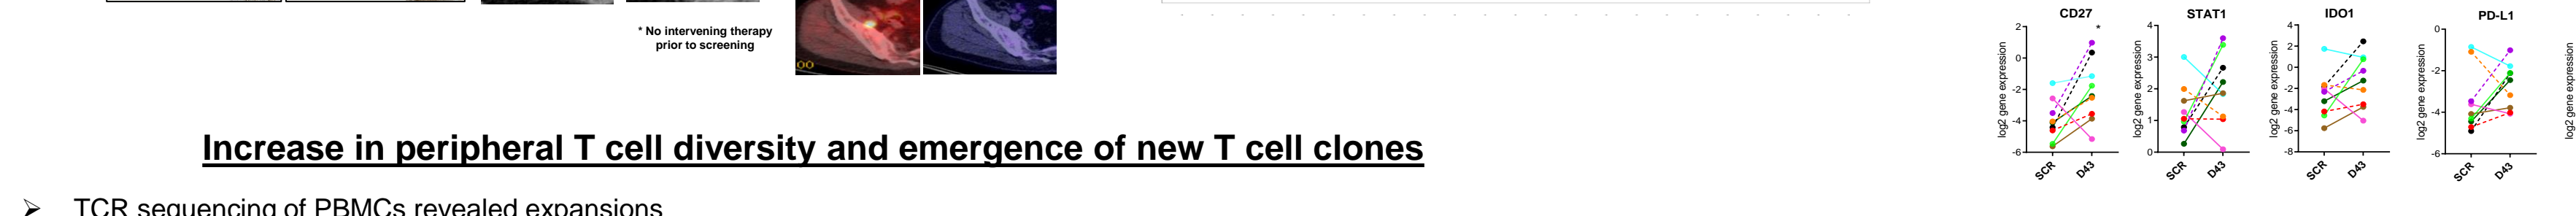 * No intervening therapy
prior to screening
Increase in peripheral T cell diversity and emergence of new T cell clones
➢ TCR sequencing of PBMCs revealed expansions
CD27
*
log2 gene expression
2
0
-2
-4
-6
SCR
D43
STAT1
log2 gene expression
4
3
2
1
0
SCR
D43
IDO1
log2 gene expression
4
2
0
-2
-4
-6
-8
SCR
D43
PD-L1
log2 gene expression
0
-2
-4
-6
SCR
D43
log2 gene expression